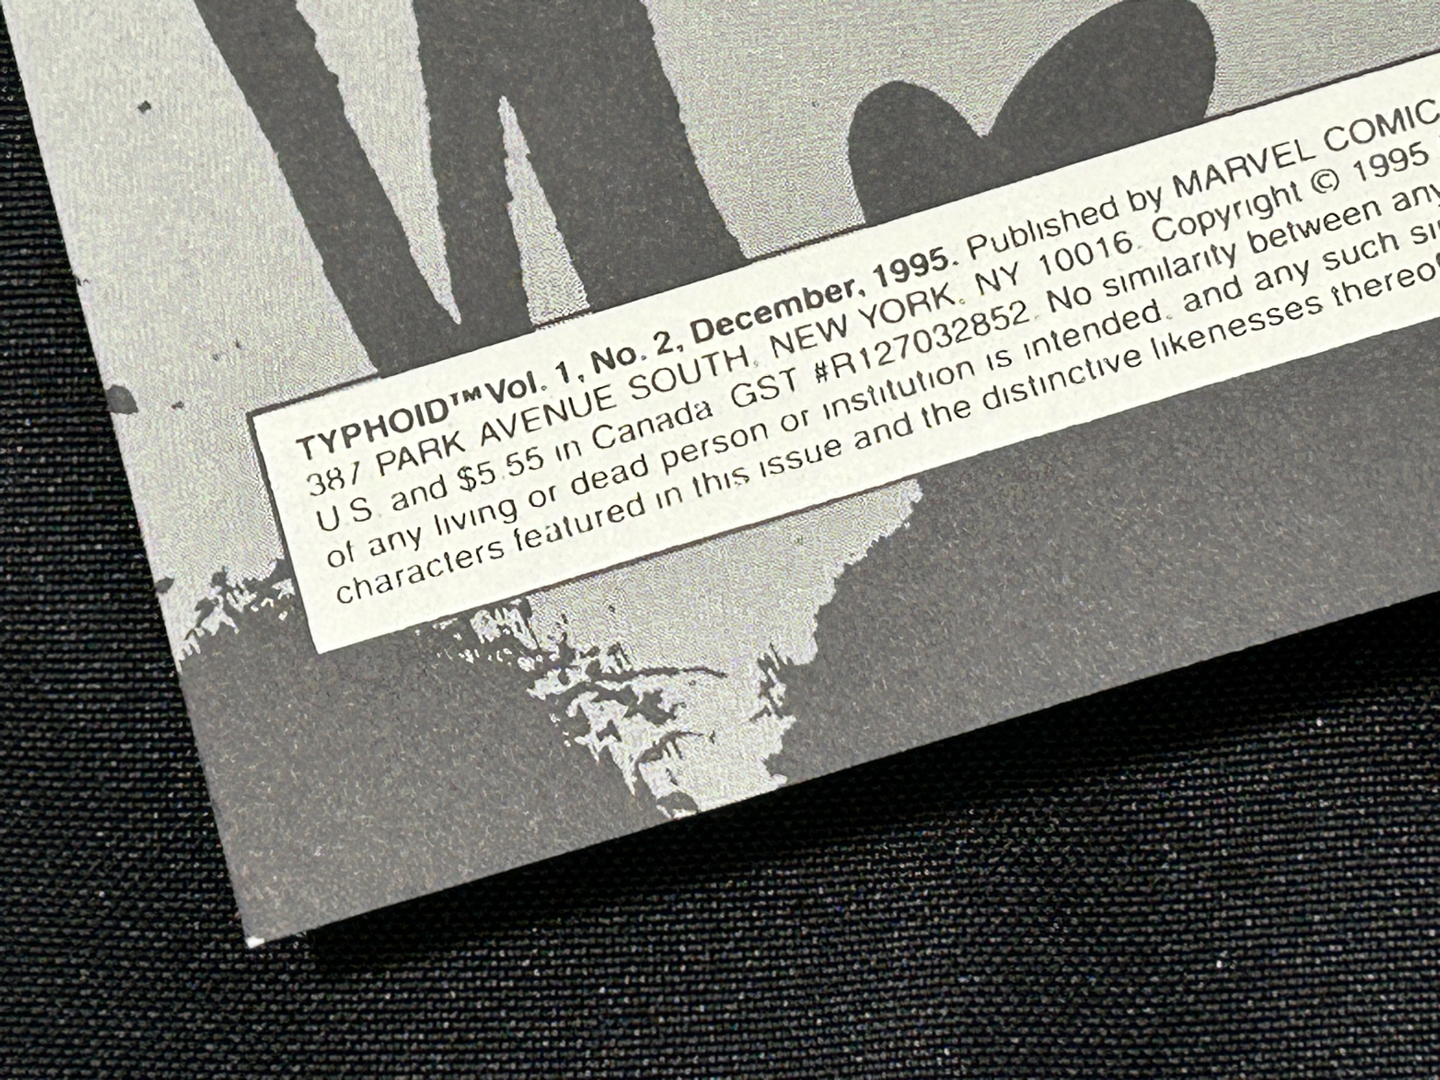 TYPHOID™ Vol. 1, No. 2, December, 1995. Published by MARVEL COMIC
387 PARK AVENUE SOUTH, NEW YORK, NY 10016. Copyright © 1995
U.S. and $5.55 in Canada GST #R127032852. No similarity between any
of any living or dead person or institution is intended, and any such
characters featured in this issue and the distinctive likenesses thereof